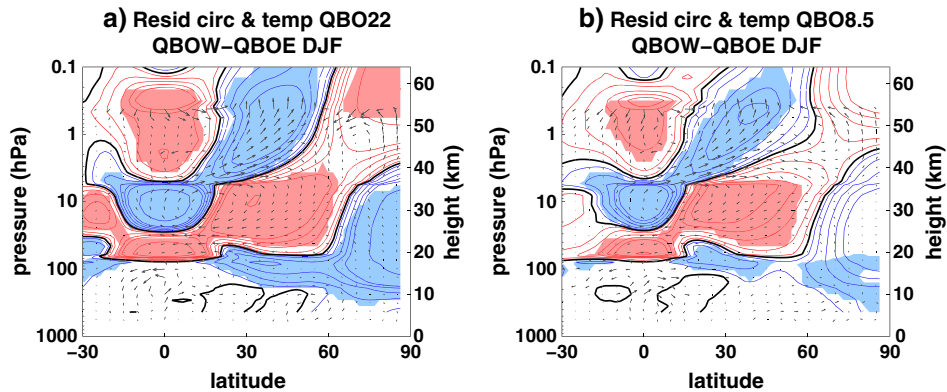 a) Resid circ & temp QBO22
QBOW−QBOE DJF
pressure (hPa)
0.1
1
10
100
1000
60
50
40
30
20
10
0
height (km)
−30 0 30 60 90
latitude
b) Resid circ & temp QBO8.5
QBOW−QBOE DJF
pressure (hPa)
0.1
1
10
100
1000
60
50
40
30
20
10
0
height (km)
−30 0 30 60 90
latitude